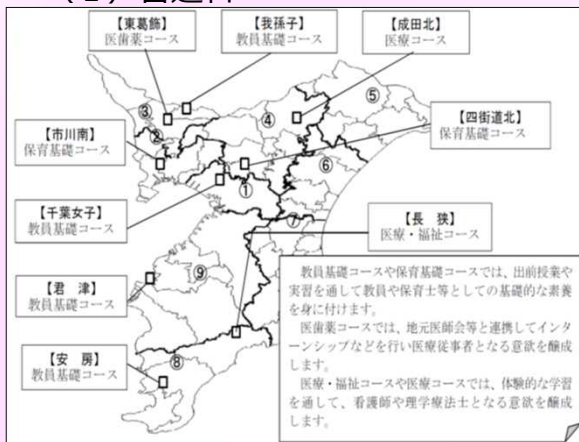 【東葛飾】
医歯薬コース
【我孫子】
教員基礎コース
【成田北】
医療コース
③
④
⑤
②
【市川南】
保育基礎コース
【四街道北】
保育基礎コース
⑥
①
【千葉女子】
教員基礎コース
⑦
【長 狭】
医療・福祉コース
⑨
【君 津】
教員基礎コース
教員基礎コースや保育基礎コースでは、出前授業や
実習を通して教員や保育士等としての基礎的な素養
を身に付けます。
医歯薬コースでは、地元医師会等と連携してインタ
ーンシップなどを行い医療従事者となる意欲を醸成
します。
医療・福祉コースや医療コースでは、体験的な学習
を通して、看護師や理学療法士となる意欲を醸成し
ます。
⑧
【安 房】
教員基礎コース